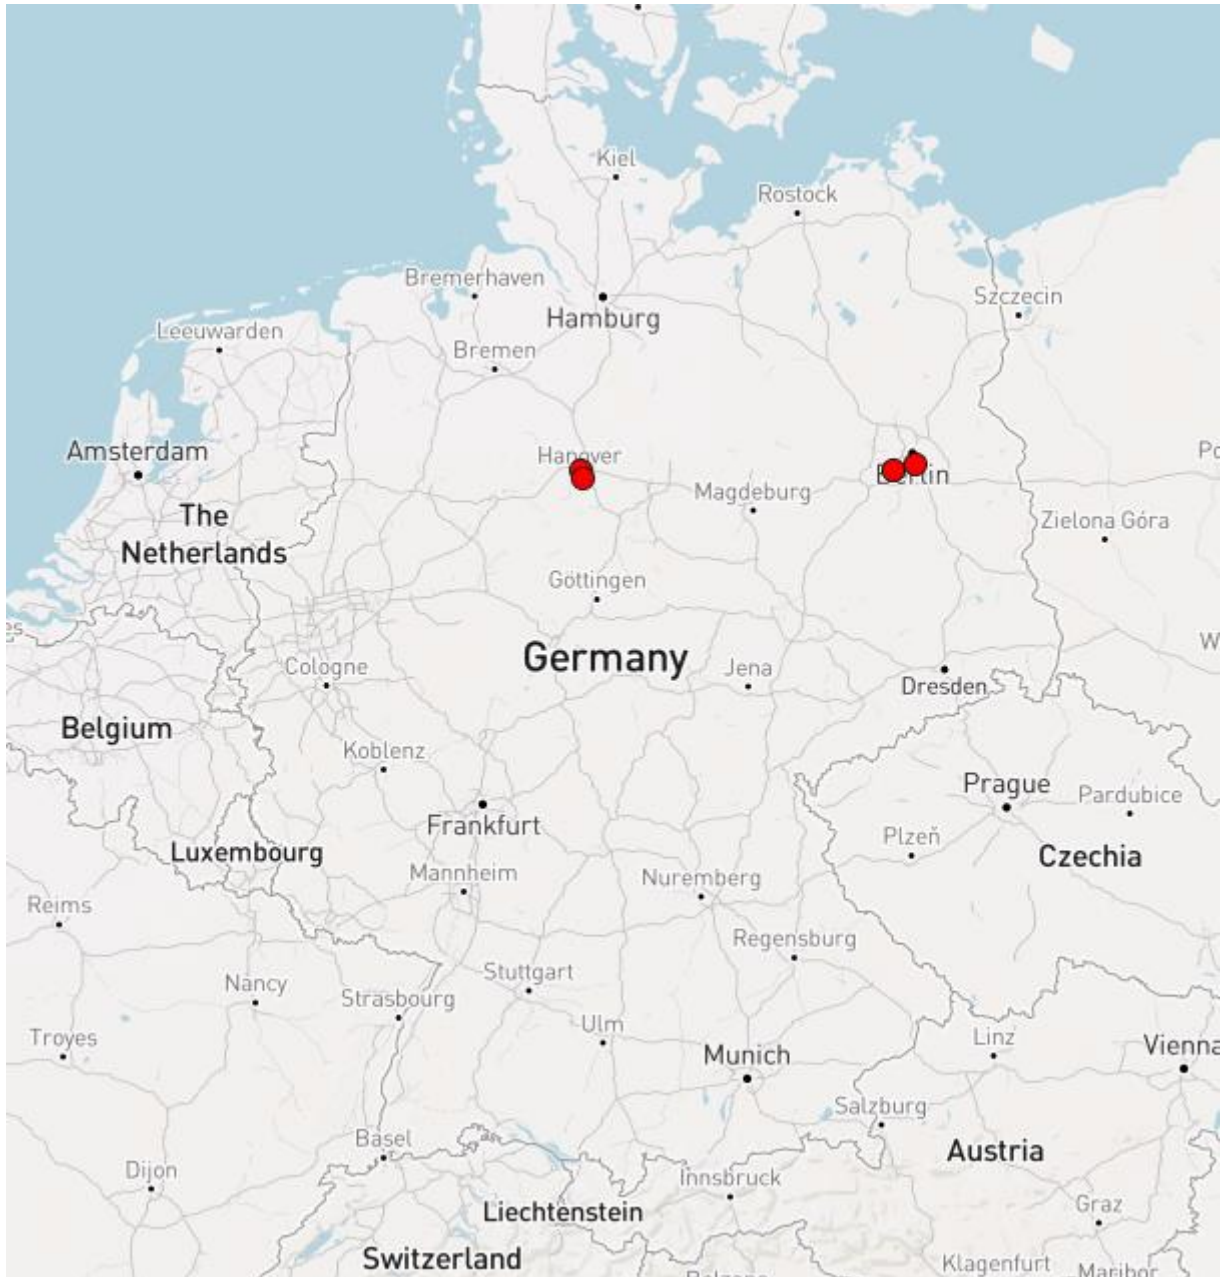 Kiel
Rostock
Bremerhaven
Szczecin
Hamburg
Leeuwarden
Bremen
Amsterdam
Hanover
Berlin
Magdeburg
The
Netherlands
Zielona Góra
Göttingen
Germany
Cologne
Jena
Dresden
Belgium
Koblenz
Prague
Pardubice
Frankfurt
Plzeň
Luxembourg
Czechia
Mannheim
Nuremberg
Reims
Regensburg
Stuttgart
Nancy
Strasbourg
Ulm
Linz
Troyes
Munich
Vienna
Salzburg
Basel
Austria
Dijon
Innsbruck
Liechtenstein
Graz
Switzerland
Klagenfurt